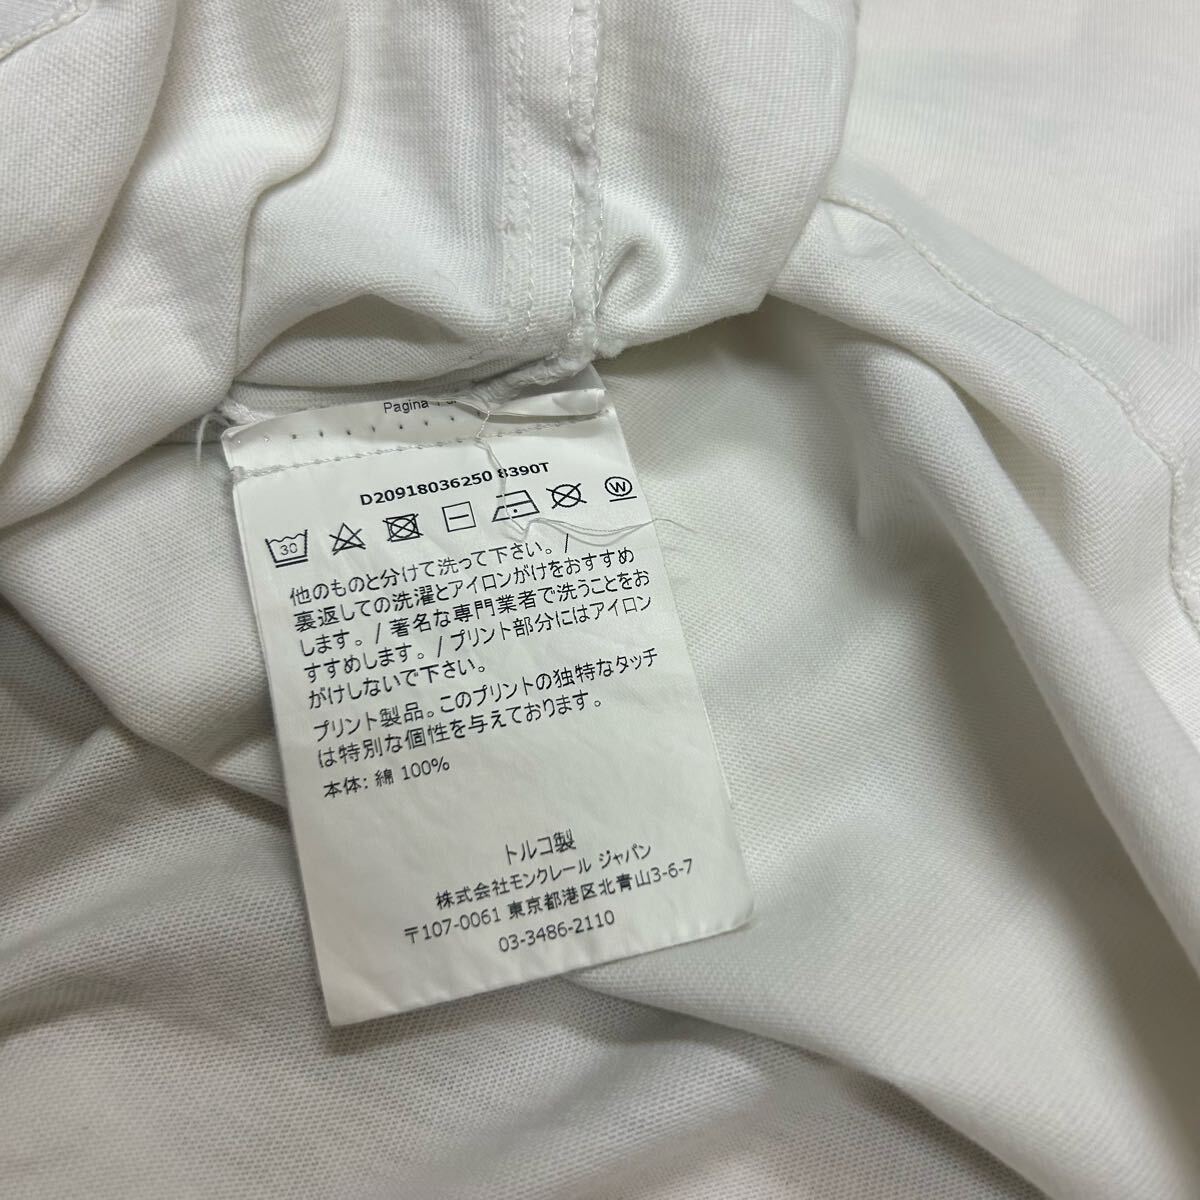 Pagina
D20918036250 8390T
30
W
他のものと分けて洗って下さい。/
裏返しての洗濯とアイロンがけをおすすめ
します。/ 著名な専門業者で洗うことをお
すすめします。/ プリント部分にはアイロン
がけしないで下さい。
プリント製品。このプリントの独特なタッチ
は特別な個性を与えております。
本体: 綿 100%
トルコ製
株式会社モンクレール ジャパン
〒107-0061 東京都港区北青山3-6-7
03-3486-2110